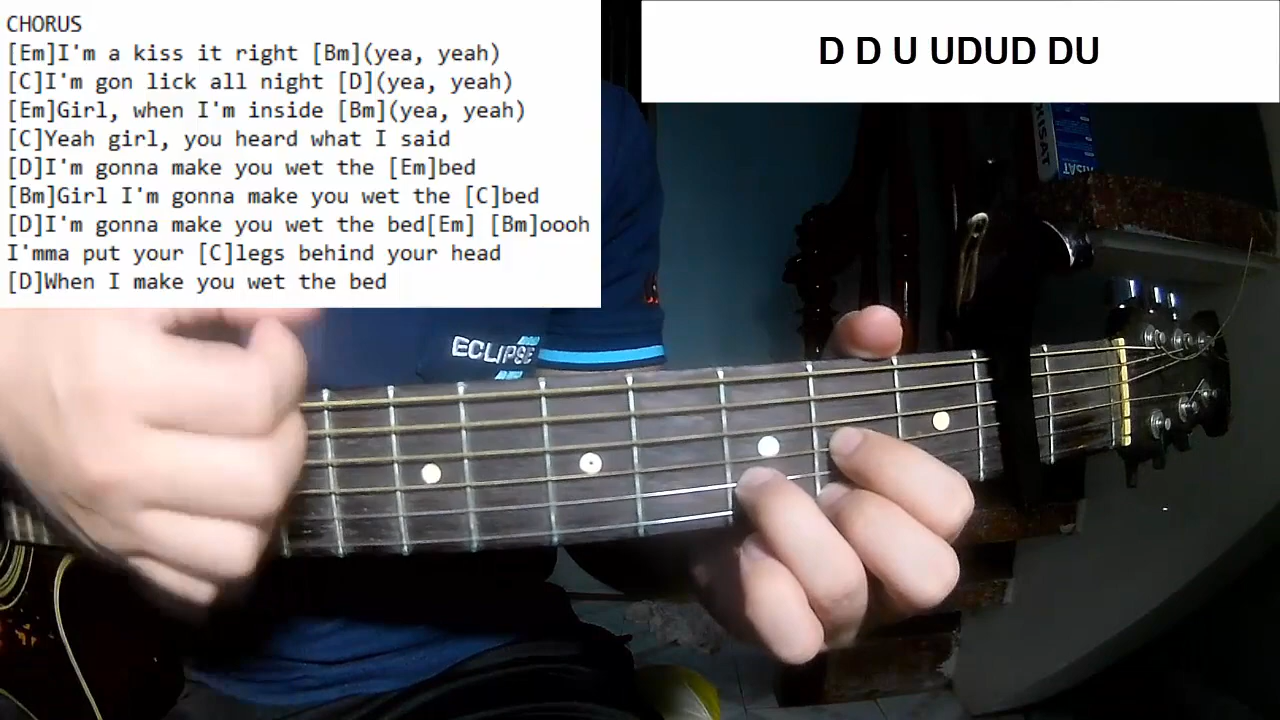 CHORUS
[Em]I'm a kiss it right [Bm](yea, yeah)
[C]I'm gon lick all night [D](yea, yeah)
[Em]Girl, when I'm inside [Bm](yea, yeah)
[C]Yeah girl, you heard what I said
[D]I'm gonna make you wet the [Em]bed
[Bm]Girl I'm gonna make you wet the [C]bed
[D]I'm gonna make you wet the bed[Em] [Bm]oooh
I'mma put your [C]legs behind your head
[D]When I make you wet the bed
D D U UDUD DU
ECLIPSE